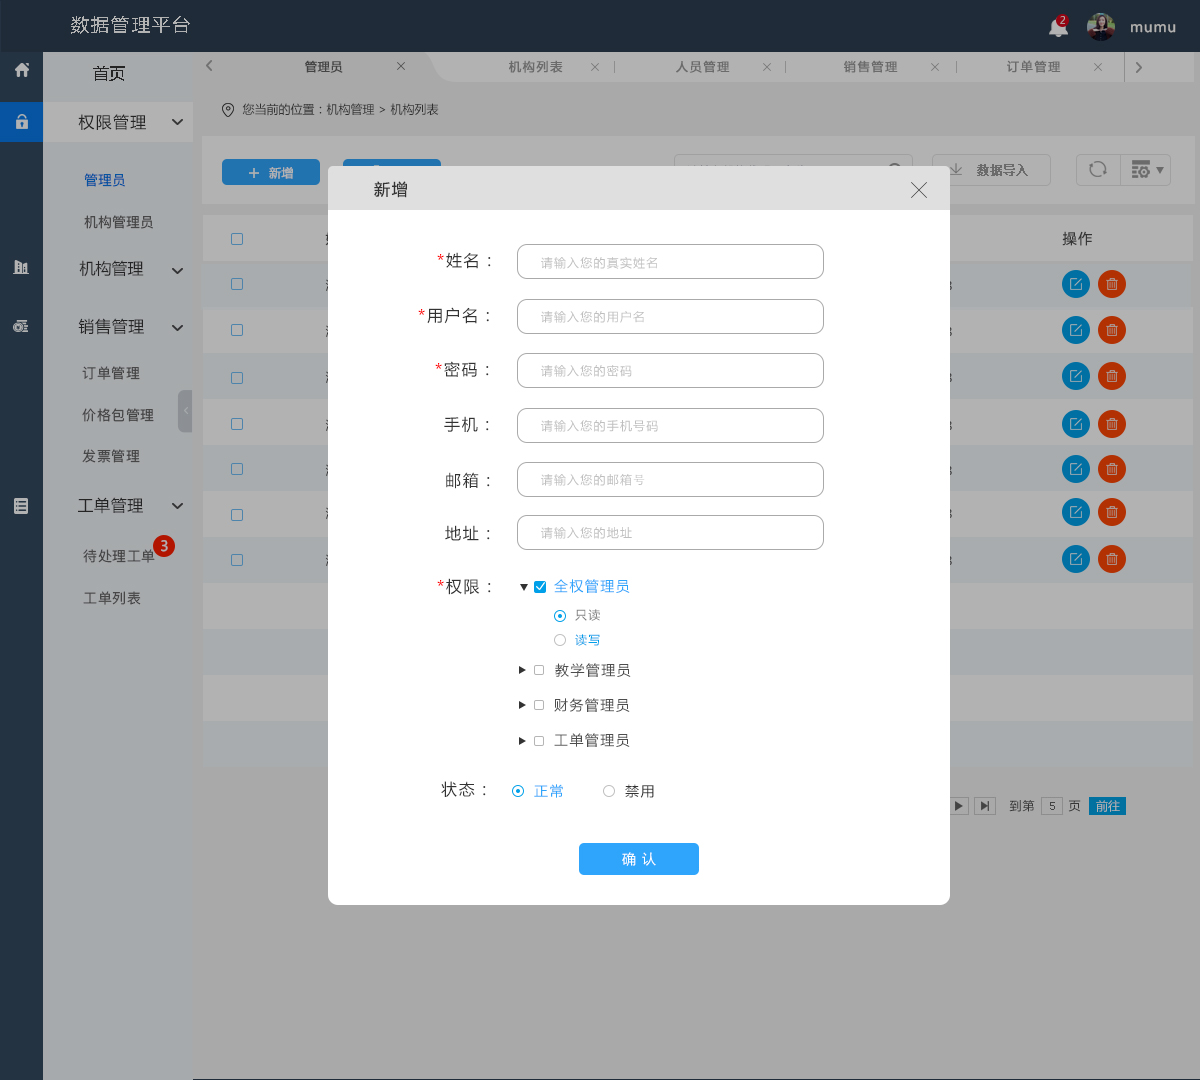 数据管理平台
2
mumu
首页
管理员
机构列表
人员管理
销售管理
订单管理
权限管理
您当前的位置：机构管理 > 机构列表
管理员
新增
数据导入
机构管理员
新增
操作
机构管理
*姓名：
请输入您的真实姓名
销售管理
*用户名：
请输入您的用户名
订单管理
*密码：
请输入您的密码
价格包管理
手机：
请输入您的手机号码
发票管理
邮箱：
请输入您的邮箱号
工单管理
地址：
请输入您的地址
待处理工单
3
*权限：
全权管理员
工单列表
只读
读写
教学管理员
财务管理员
工单管理员
状态：
正常
禁用
到第 5 页 前往
确 认